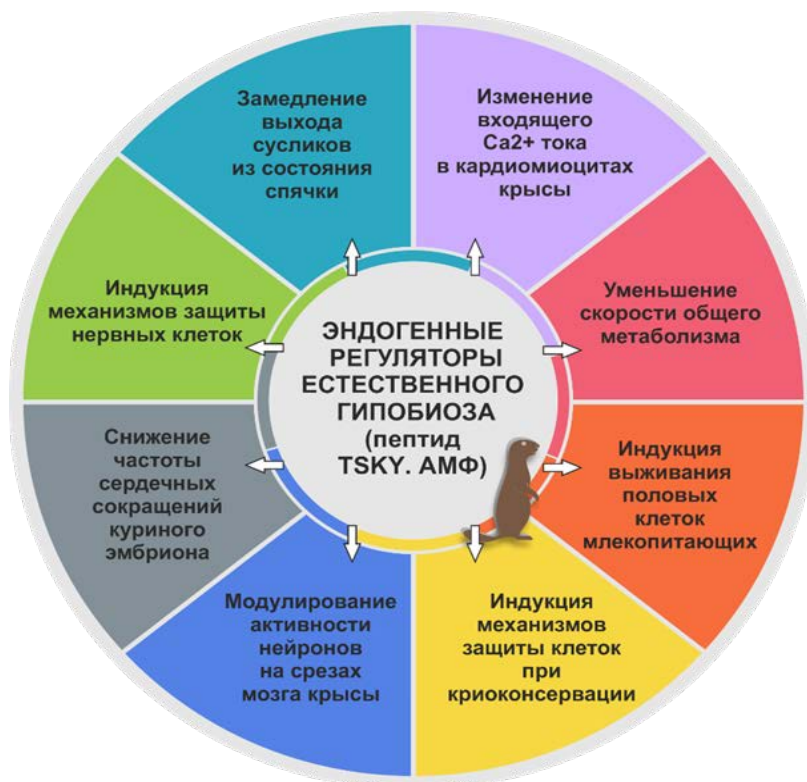 Замедление
выхода
сусликов
из состояния
спячки
Изменение
входящего
Ca2+ тока
в кардиомиоцитах
крысы
Уменьшение
скорости общего
метаболизма
Индукция
выживания
половых
клеток
млекопитающих
Индукция
механизмов
защиты клеток
при
криоконсервации
Модулирование
активности
нейронов
на срезах
мозга крысы
Снижение
частоты
сердечных
сокращений
куриного
эмбриона
Индукция
механизмов защиты
нервных клеток
ЭНДОГЕННЫЕ
РЕГУЛЯТОРЫ
ЕСТЕСТВЕННОГО
ГИПОБИОЗА
(пептид
TSKY. АМФ)